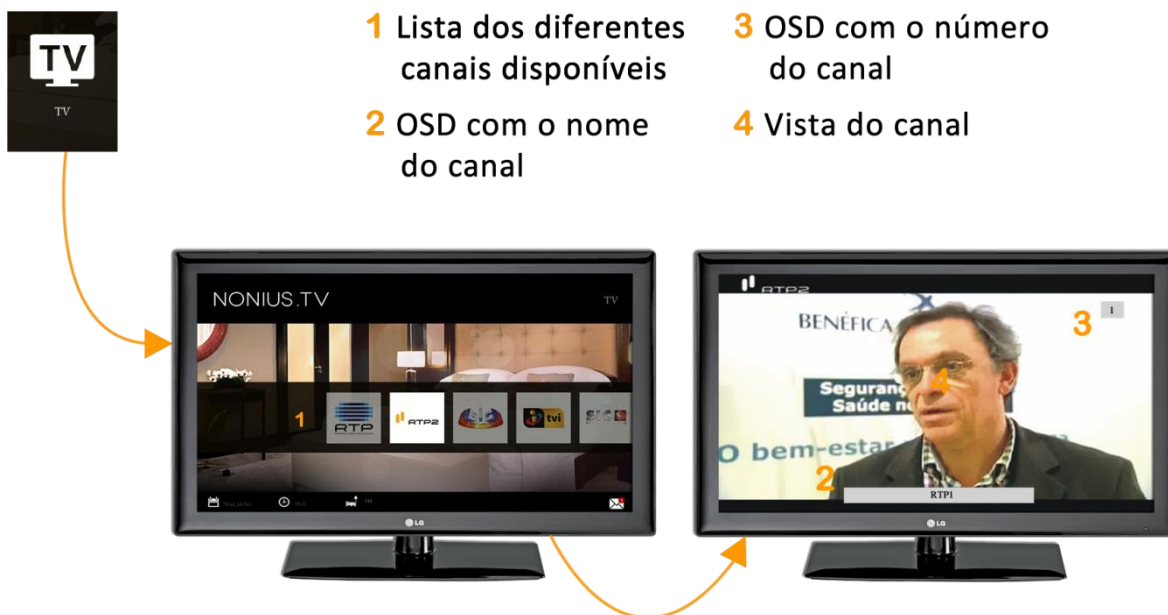 TV
TV
1 Lista dos diferentes
canais disponíveis
2 OSD com o nome
do canal
3 OSD com o número
do canal
4 Vista do canal
NONIUS.TV
TV
1
RTP
RTP2
tvi
LG
RTP2
BENÉFICA
1
3
4
Seguran
Saúde n
O bem-estar
2
RTP1
LG